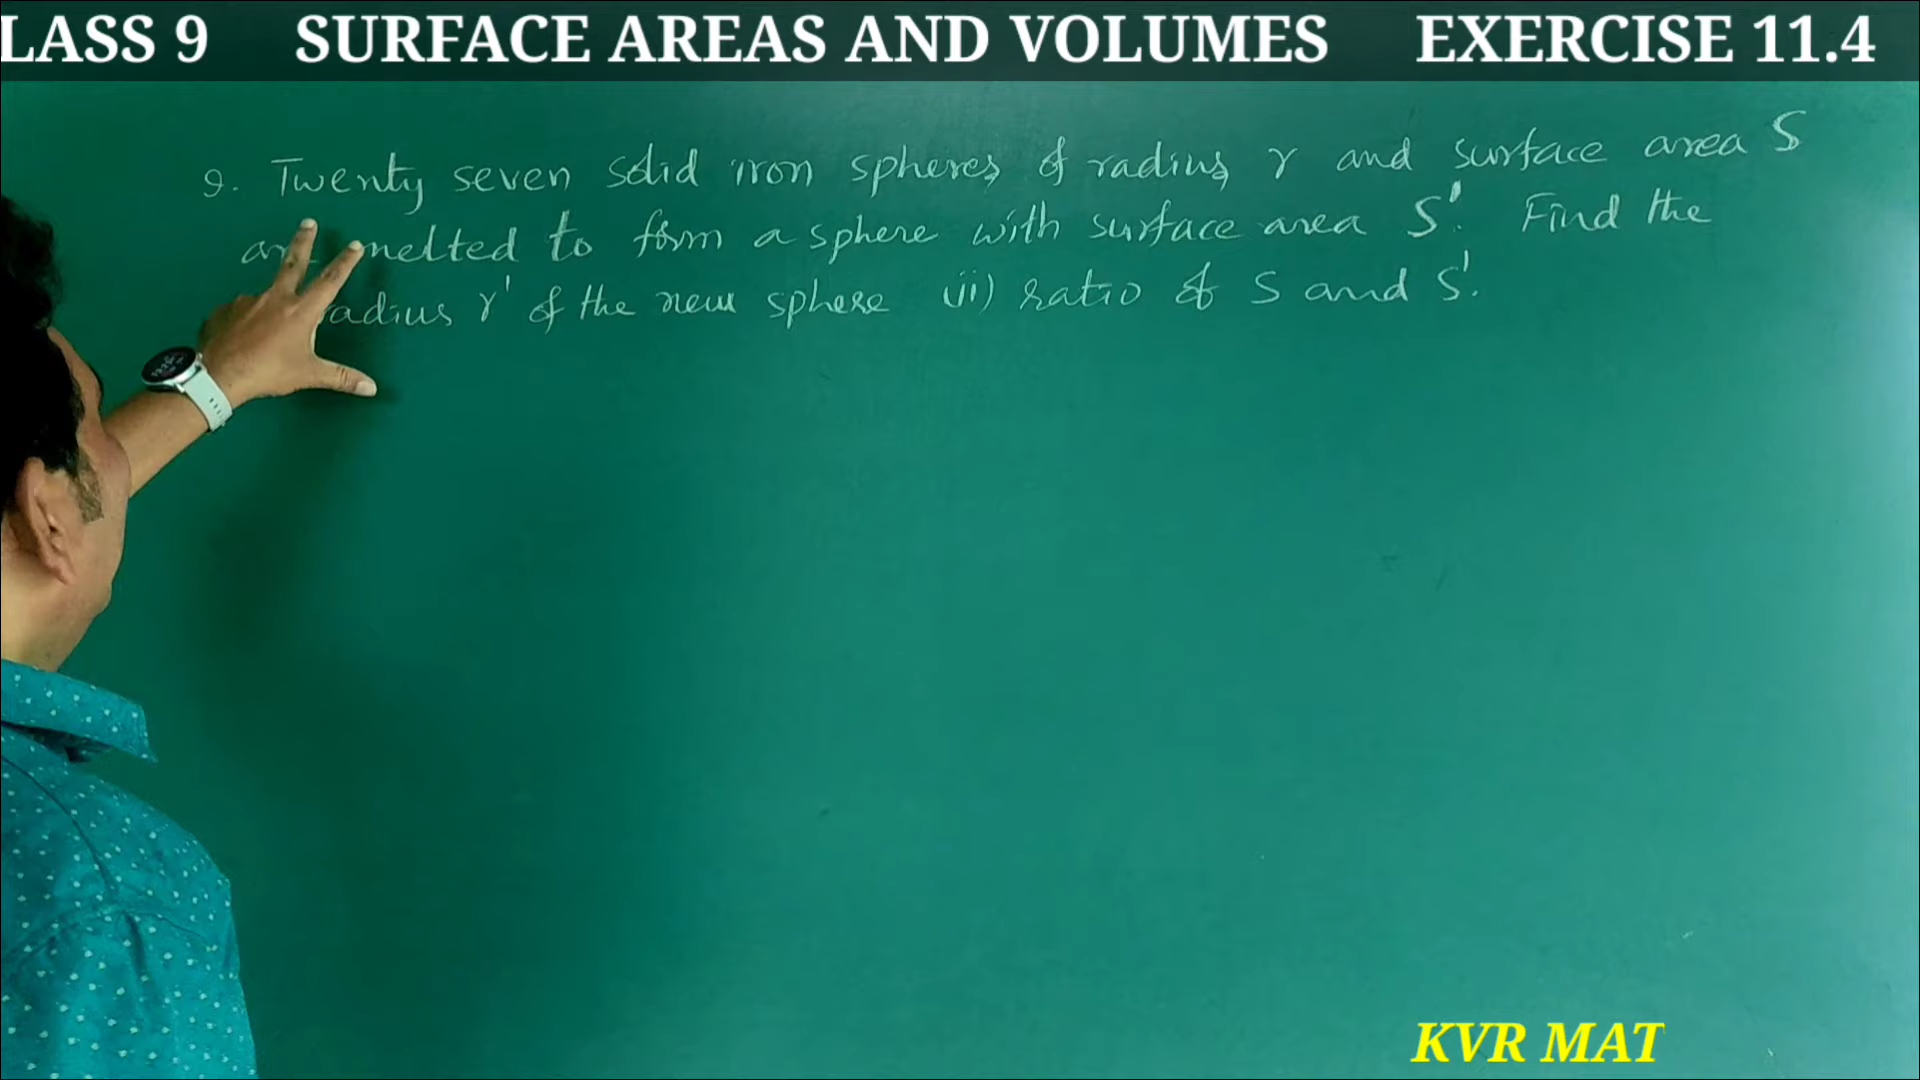 LASS 9 SURFACE AREAS AND VOLUMES EXERCISE 11.4
9. Twenty seven solid iron spheres of radius r and surface area S
melted to form a sphere with surface area S'. Find the
radius r' of the new sphere (ii) ratio of S and S'.
KVR MAT